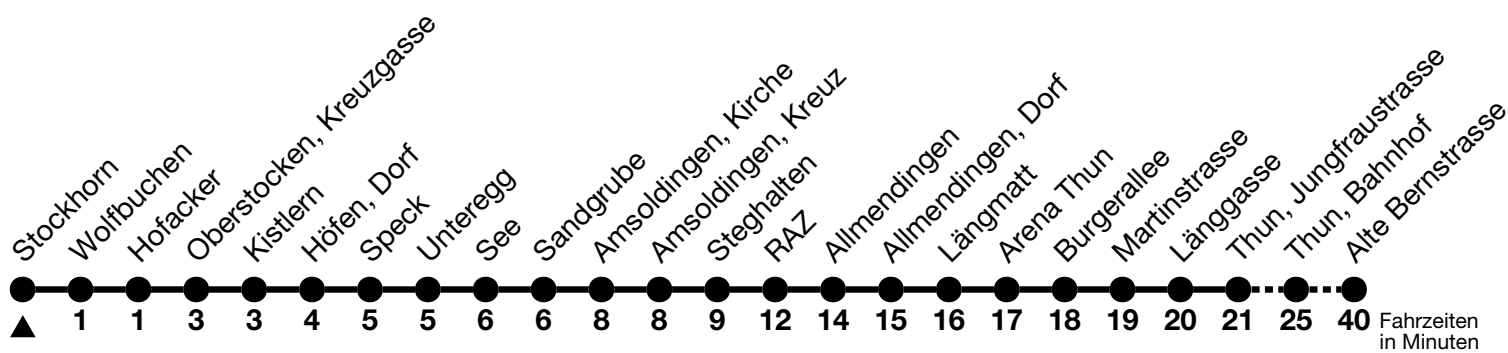 Stockhorn
Wolfbuchen
Hofacker
Oberstocken, Kreuzgasse
Kistlern
Höfen, Dorf
Speck
Unteregg
See
Sandgrube
Amsoldingen, Kirche
Amsoldingen, Kreuz
Steghalten
RAZ
Allmendingen
Allmendingen, Dorf
Längmatt
Arena Thun
Burgerallee
Martinstrasse
Länggasse
Thun, Jungfraustrasse
Thun, Bahnhof
Alte Bernstrasse
1 1 3 3 4 5 5 6 6 8 8 9 12 14 15 16 17 18 19 20 21 25 40 Fahrzeiten
in Minuten